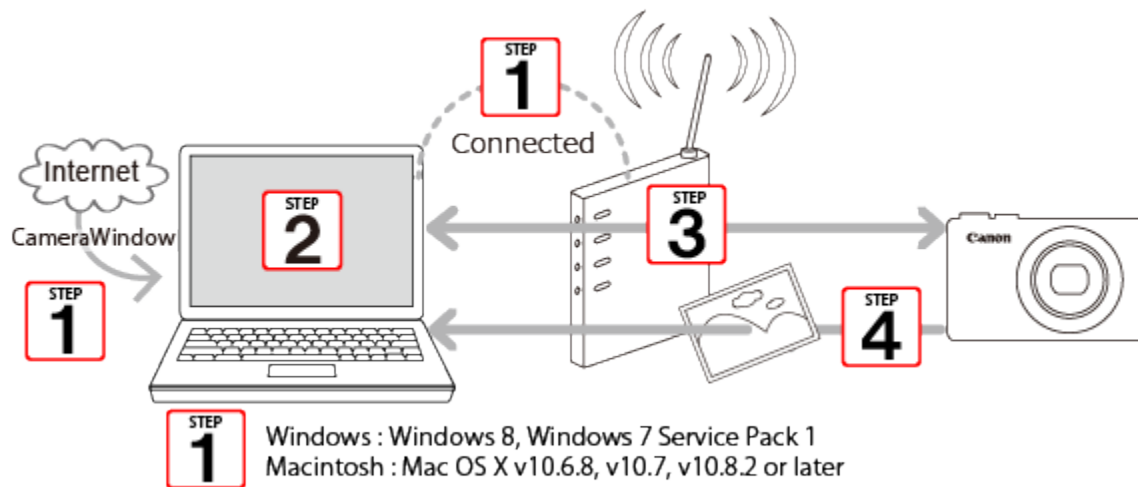 STEP
1
Connected
Internet
CameraWindow
STEP
1
STEP
2
STEP
3
Canon
STEP
4
STEP
1
Windows : Windows 8, Windows 7 Service Pack 1
Macintosh : Mac OS X v10.6.8, v10.7, v10.8.2 or later